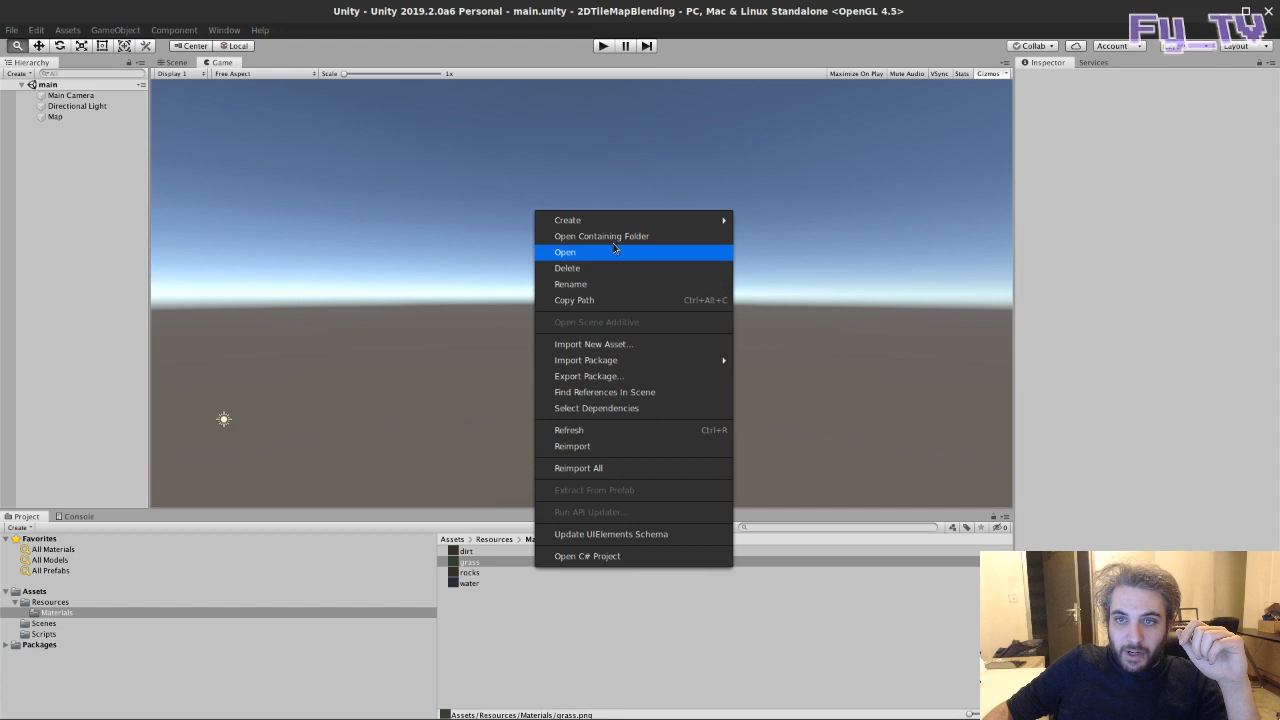 Unity - Unity 2019.2.0a6 Personal - main.unity - 2DTileMapBlending - PC, Mac & Linux Standalone <OpenGL 4.5>
Fy_TV
File Edit Assets GameObject Component Window Help
Center Local
Collab Account Layout
Hierarchy
Scene Game
Inspector Services
Create All
Display 1 Free Aspect Scale 1x
Maximize On Play Mute Audio VSync Stats Gizmos
main
Main Camera
Directional Light
Map
Create
Open Containing Folder
Open
Delete
Rename
Copy Path Ctrl+Alt+C
Open Scene Additive
Import New Asset...
Import Package
Export Package...
Find References In Scene
Select Dependencies
Refresh Ctrl+R
Reimport
Reimport All
Extract From Prefab
Run API Updater...
Update UIElements Schema
Open C# Project
Project Console
Create
Favorites
All Materials
All Models
All Prefabs
Assets
Resources
Materials
Scenes
Scripts
Packages
Assets Resources Ma
dirt
grass
rocks
water
0
Assets/Resources/Materials/grass.png